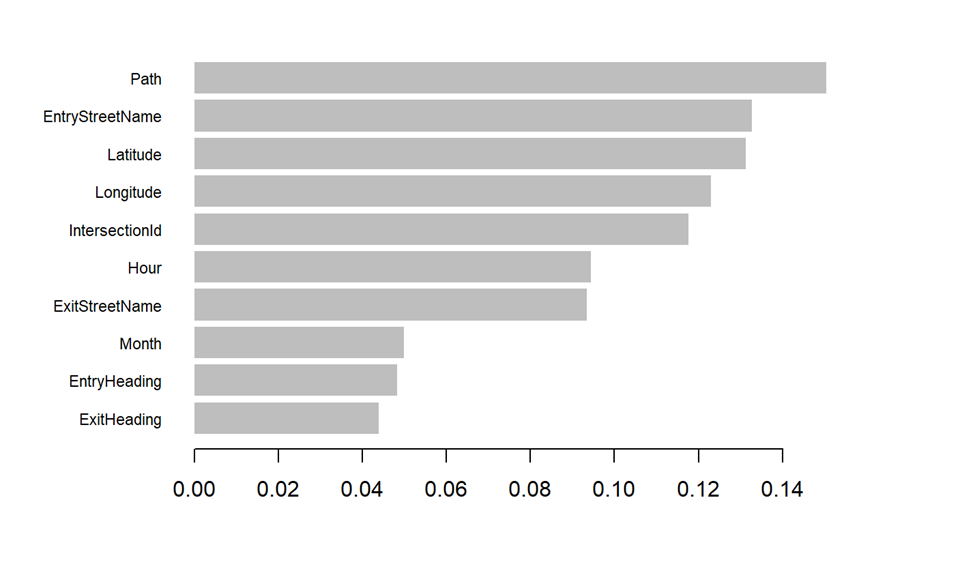 Path
EntryStreetName
Latitude
Longitude
IntersectionId
Hour
ExitStreetName
Month
EntryHeading
ExitHeading
0.00 0.02 0.04 0.06 0.08 0.10 0.12 0.14